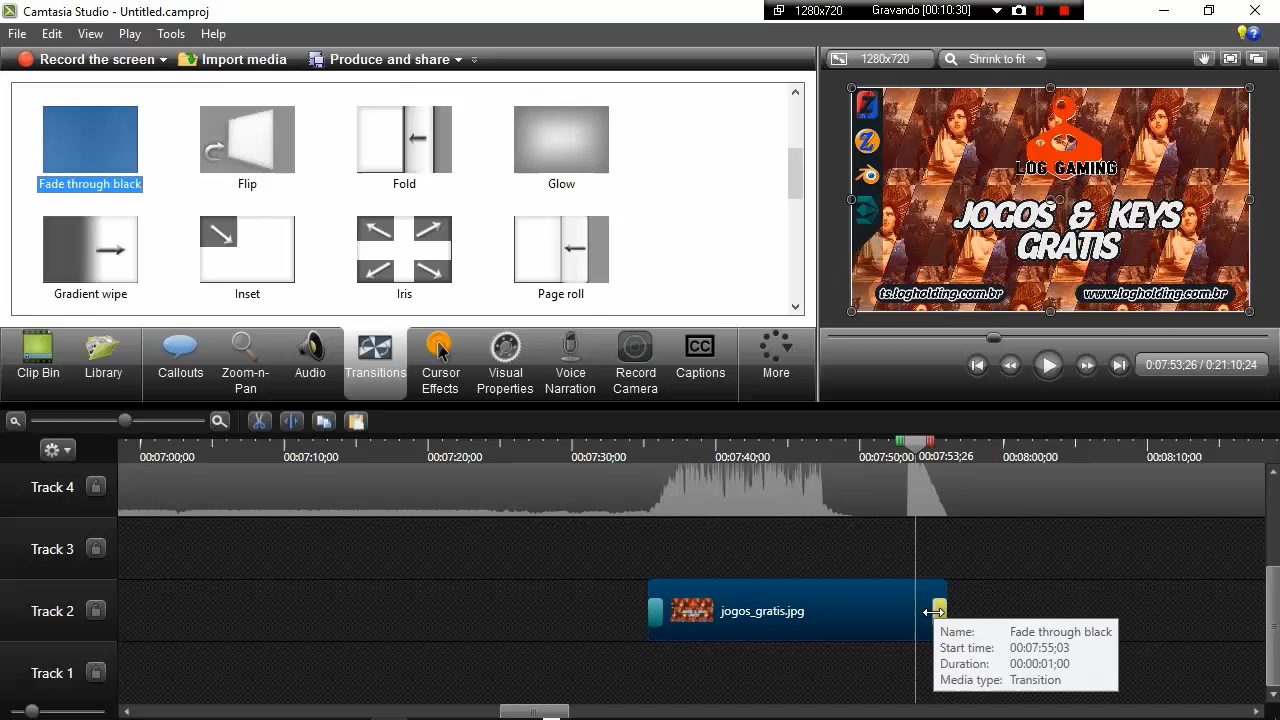 Camtasia Studio - Untitled.camproj
1280x720
Gravando [00:10:30]
File Edit View Play Tools Help
Record the screen
Import media
Produce and share
1280x720
Shrink to fit
Fade through black
Flip
Fold
Glow
Gradient wipe
Inset
Iris
Page roll
LOG GAMING
JOGOS & KEYS
GRATIS
ts.logholding.com.br
www.logholding.com.br
Clip Bin
Library
Callouts
Zoom-n-
Pan
Audio
Transitions
Cursor
Effects
Visual
Properties
Voice
Narration
Record
Camera
CC
Captions
More
0:07:53;26 / 0:21:10;24
00:07:00;00 00:07:10;00 00:07:20;00 00:07:30;00 00:07:40;00 00:07:50;00 00:07:53;26 00:08:00;00 00:08:10;00
Track 4
Track 3
Track 2
jogos_gratis.jpg
Track 1
Name: Fade through black
Start time: 00:07:55;03
Duration: 00:00:01;00
Media type: Transition